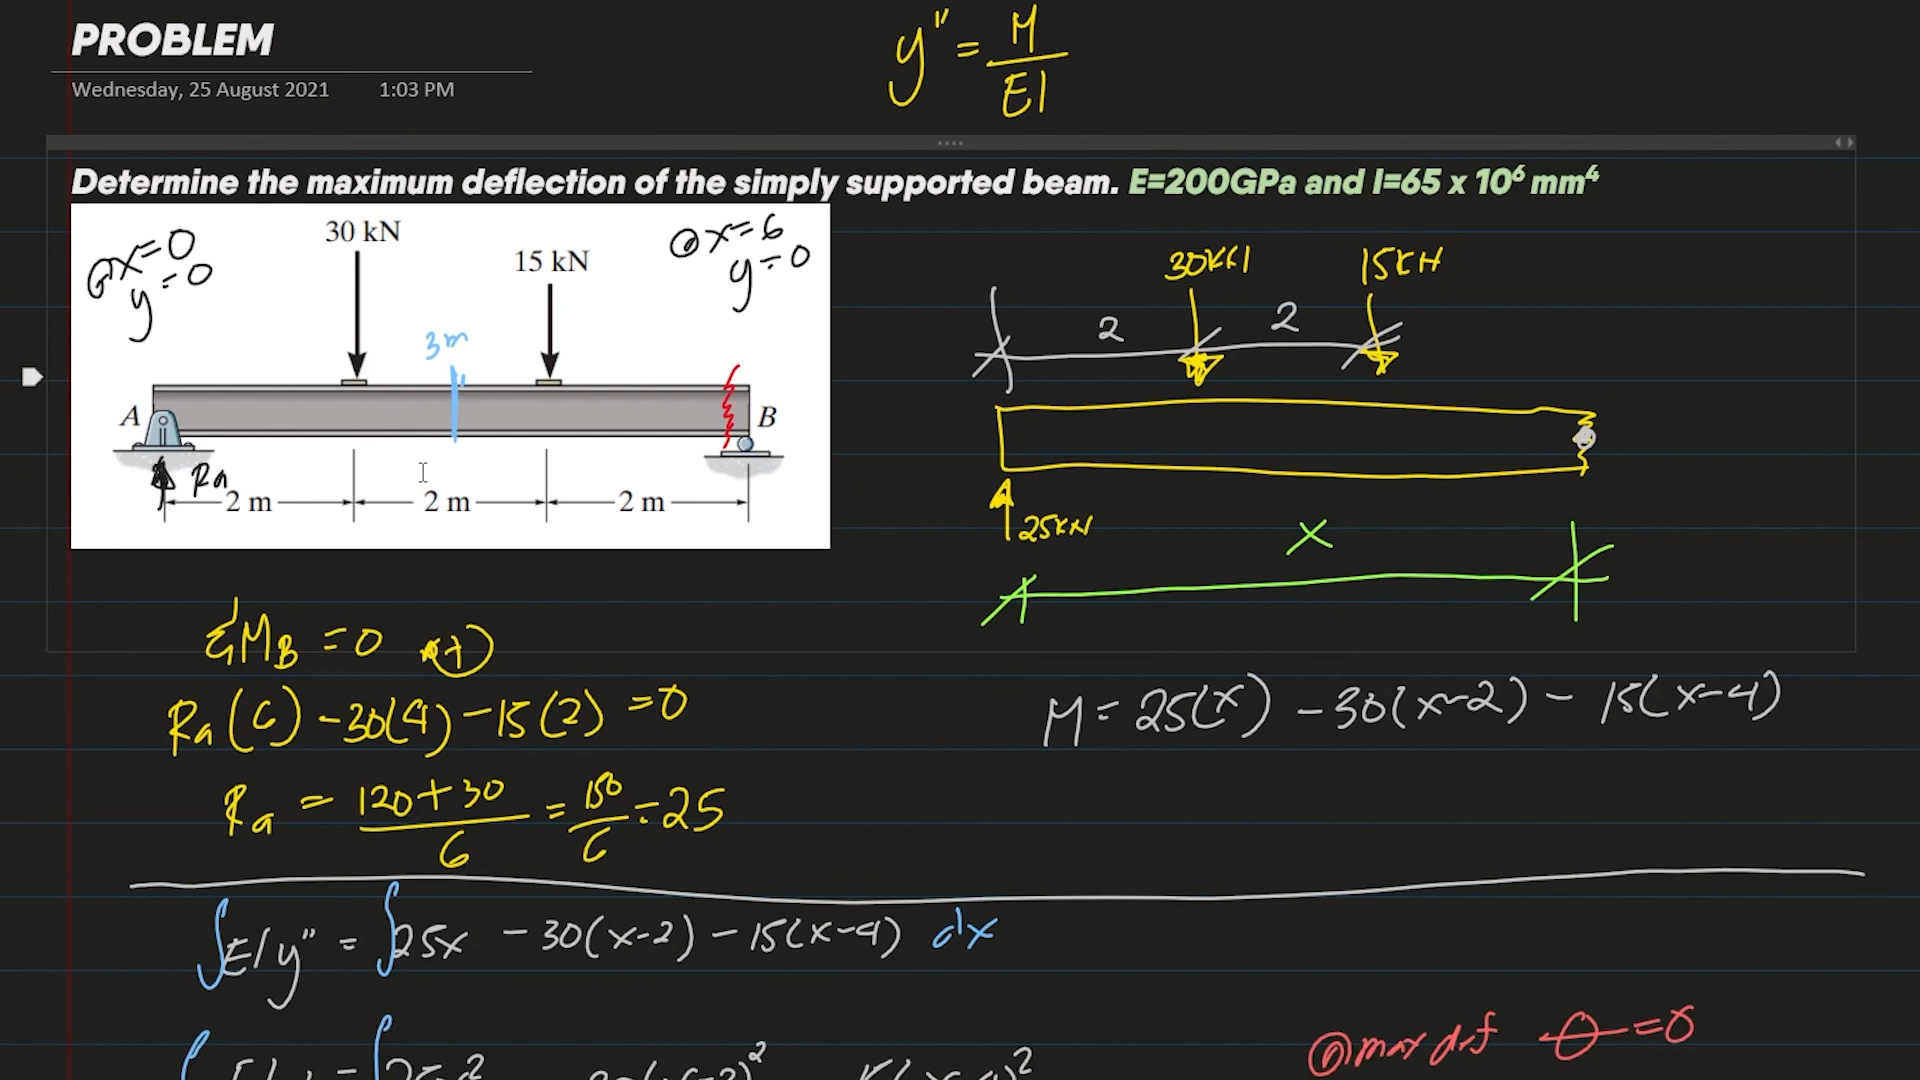 PROBLEM
Wednesday, 25 August 2021 1:03 PM
y" = M/EI
Determine the maximum deflection of the simply supported beam. E=200GPa and I=65 x 10⁶ mm⁴
@x=0
y=0
30 kN
15 kN
@x=6
y=0
3m
A
B
Ra
2 m
2 m
2 m
30KN
15KN
2
2
25KN
x
ΣM_B = 0 +
Ra(6) - 30(4) - 15(2) = 0
M = 25(x) - 30(x-2) - 15(x-4)
Ra = 120+30/6 = 150/6 = 25
∫EIy" = ∫25x - 30(x-2) - 15(x-4) dx
@max def θ=0